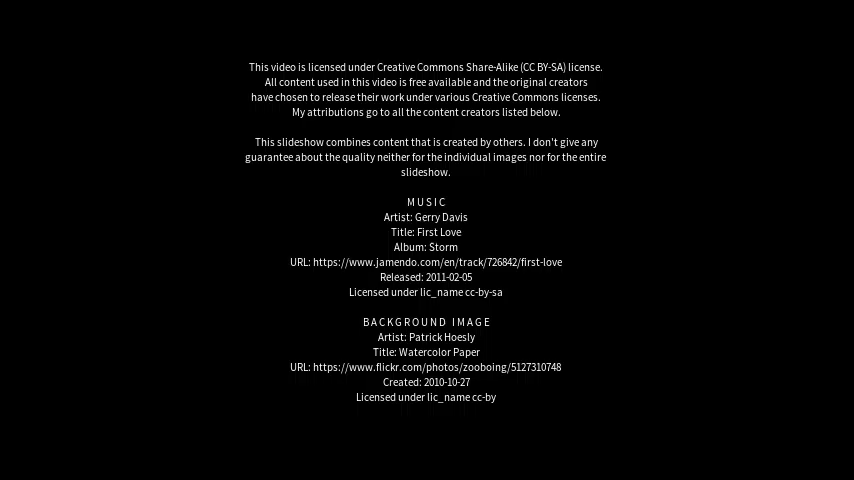 This video is licensed under Creative Commons Share-Alike (CC BY-SA) license.
All content used in this video is free available and the original creators
have chosen to release their work under various Creative Commons licenses.
My attributions go to all the content creators listed below.
This slideshow combines content that is created by others. I don't give any
guarantee about the quality neither for the individual images nor for the entire
slideshow.
MUSIC
Artist: Gerry Davis
Title: First Love
Album: Storm
URL: https://www.jamendo.com/en/track/726842/first-love
Released: 2011-02-05
Licensed under lic_name cc-by-sa
BACKGROUND IMAGE
Artist: Patrick Hoesly
Title: Watercolor Paper
URL: https://www.flickr.com/photos/zooboing/5127310748
Created: 2010-10-27
Licensed under lic_name cc-by